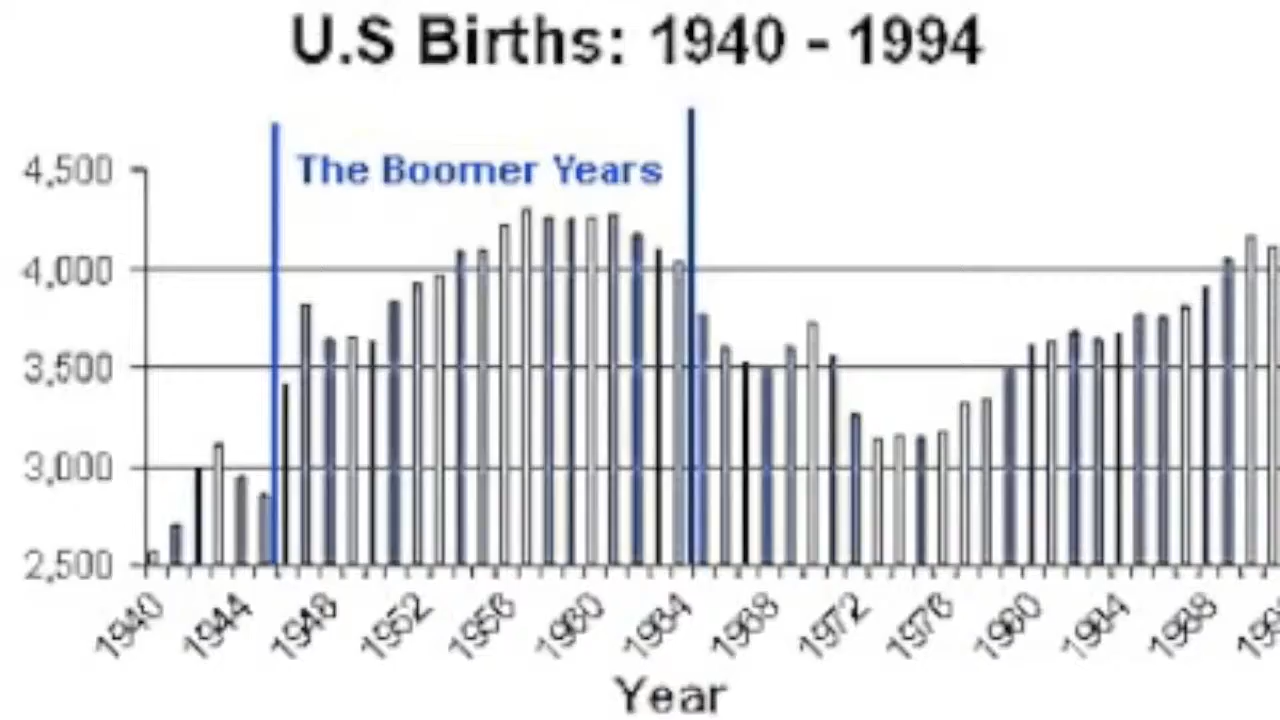 U.S Births: 1940 - 1994
The Boomer Years
4,500
4,000
3,500
3,000
2,500
1940 1944 1948 1952 1956 1960 1964 1968 1972 1976 1980 1984 1988
Year